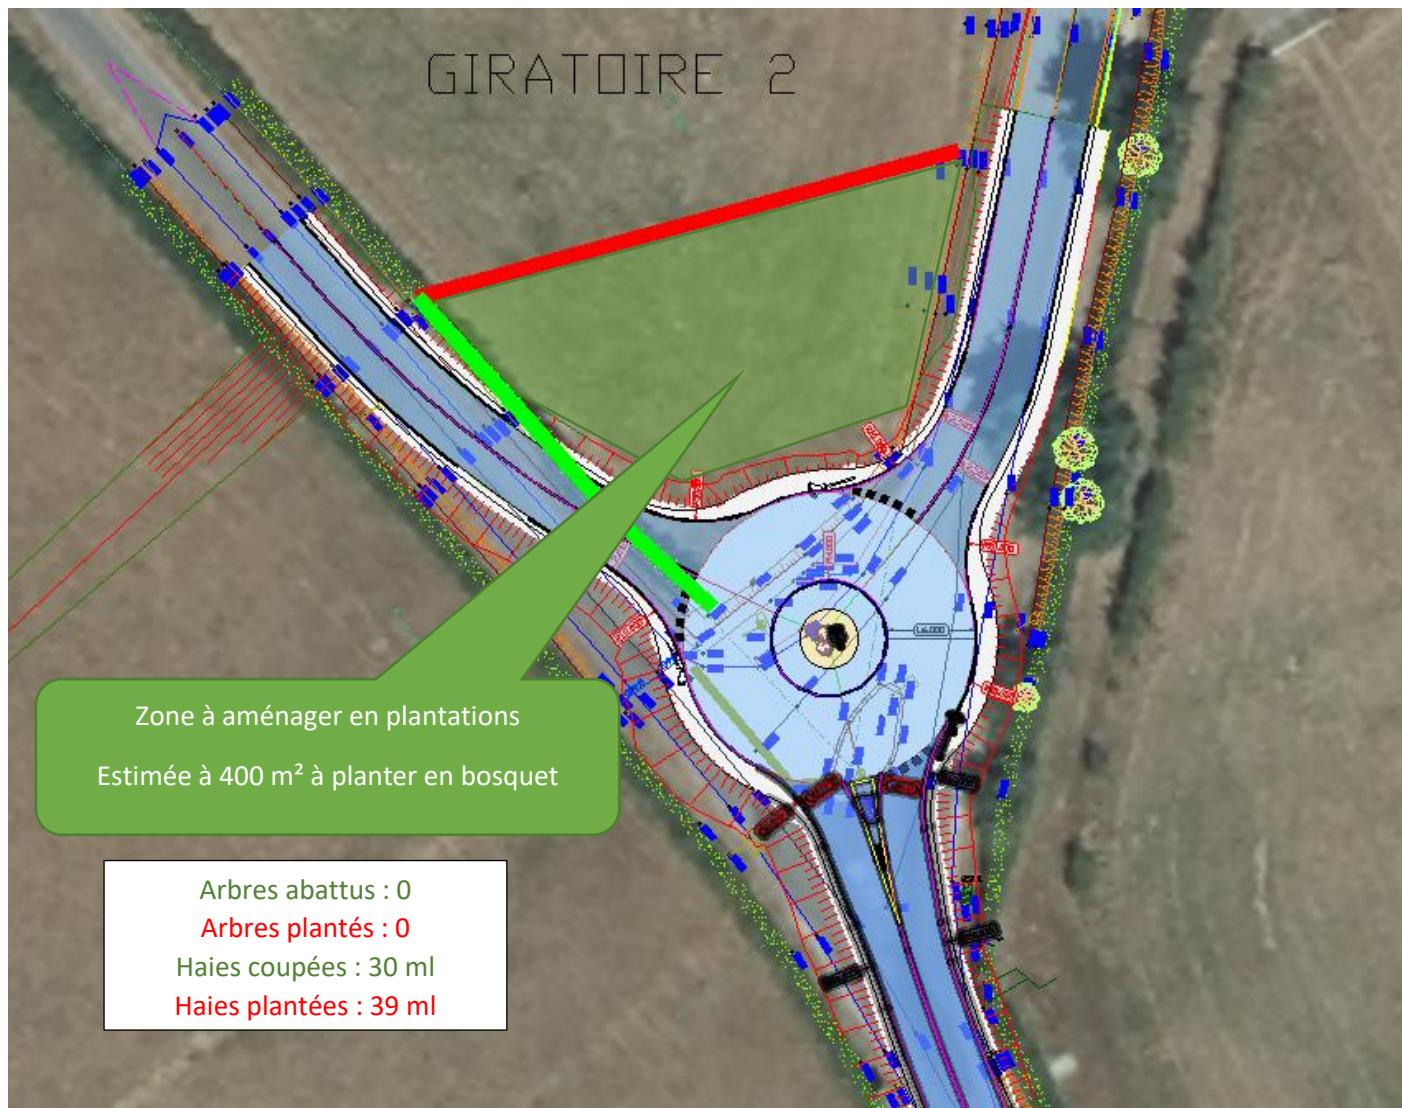 GIRATOIRE 2
Zone à aménager en plantations
Estimée à 400 m² à planter en bosquet
Arbres abattus : 0
Arbres plantés : 0
Haies coupées : 30 ml
Haies plantées : 39 ml